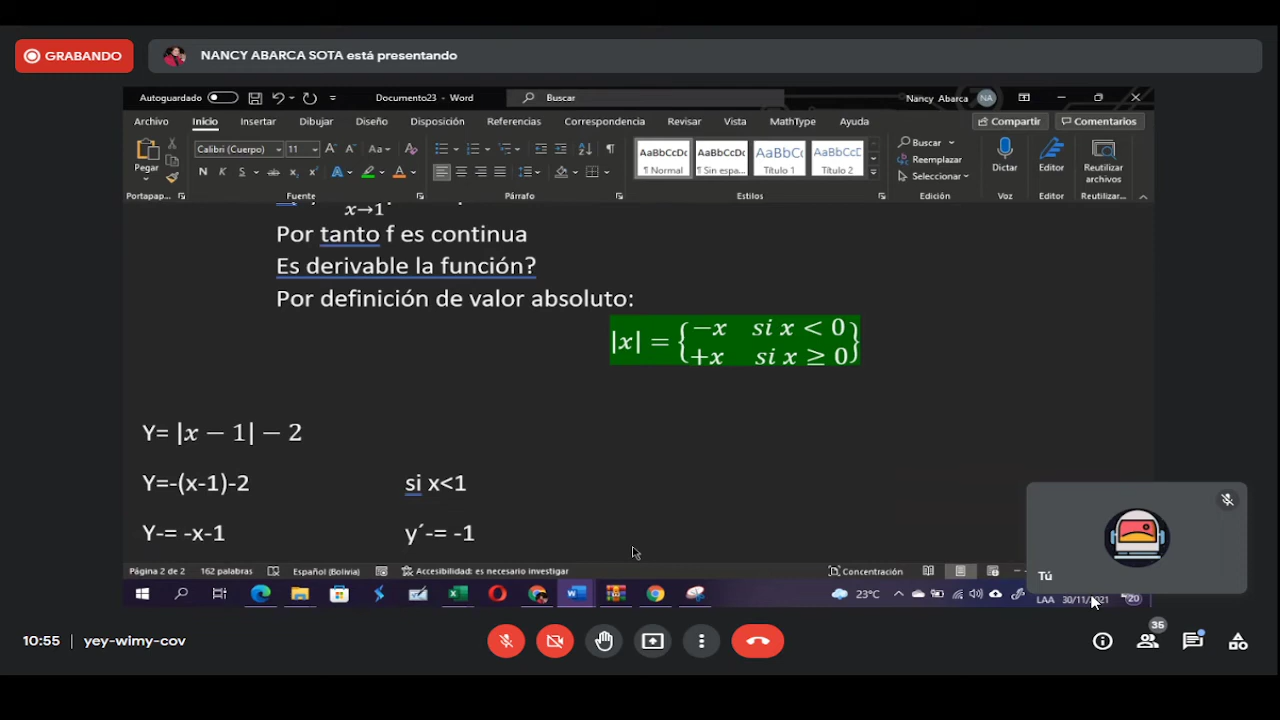 GRABANDO
NANCY ABARCA SOTA está presentando
Autoguardado
Documento23 - Word
Buscar
Nancy Abarca
NA
Archivo Inicio Insertar Dibujar Diseño Disposición Referencias Correspondencia Revisar Vista MathType Ayuda
Compartir
Comentarios
Pegar
Calibri (Cuerpo)
11
N K S
AaBbCcDc
¶ Normal
AaBbCcDc
¶ Sin espa...
AaBbCc
Título 1
AaBbCcD
Título 2
Buscar
Reemplazar
Seleccionar
Dictar
Editor
Reutilizar
archivos
Portapap... Fuente Párrafo Estilos Edición Voz Editor Reutilizar...
x→1
Por tanto f es continua
Es derivable la función?
Por definición de valor absoluto:
|x| = {−x si x < 0
+x si x ≥ 0}
Y= |x − 1| − 2
Y=-(x-1)-2 si x<1
Y-= -x-1 y´-= -1
Tú
Página 2 de 2 162 palabras Español (Bolivia) Accesibilidad: es necesario investigar Concentración
23°C
LAA 30/11/2021
20
10:55 | yey-wimy-cov
35